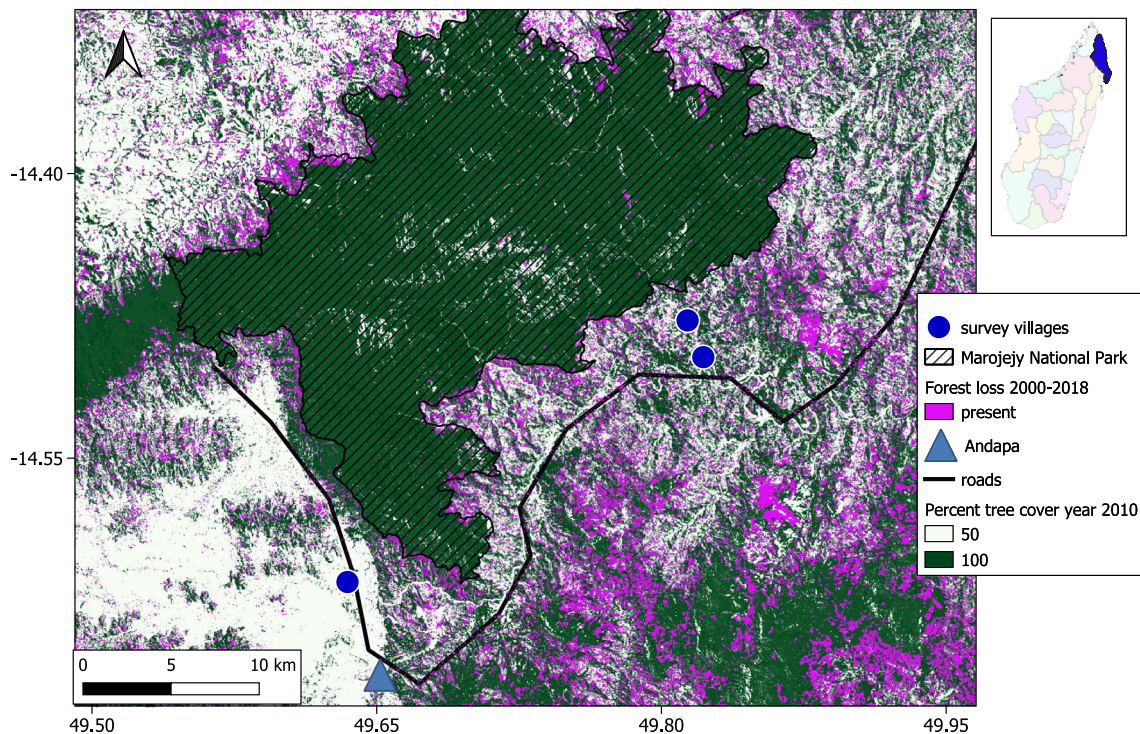 -14.40
-14.55
0 5 10 km
49.50 49.65 49.80 49.95
survey villages
Marojejy National Park
Forest loss 2000-2018
present
Andapa
roads
Percent tree cover year 2010
50
100